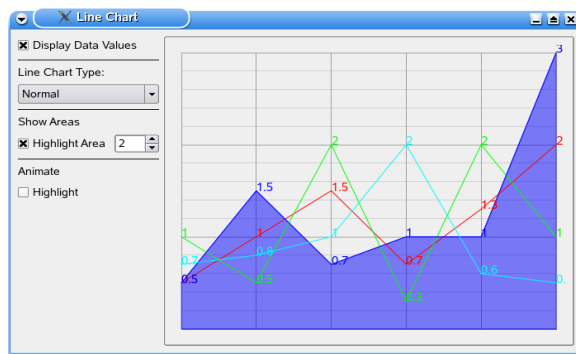 Line Chart
Display Data Values
Line Chart Type:
Normal
Show Areas
Highlight Area 2
Animate
Highlight
3
2 2 2 2
1.5 1.5
1.3
1 1 1 1 1 1
0.7 0.8 0.7 0.7 0.6
0.5 0.5 0.
0.3